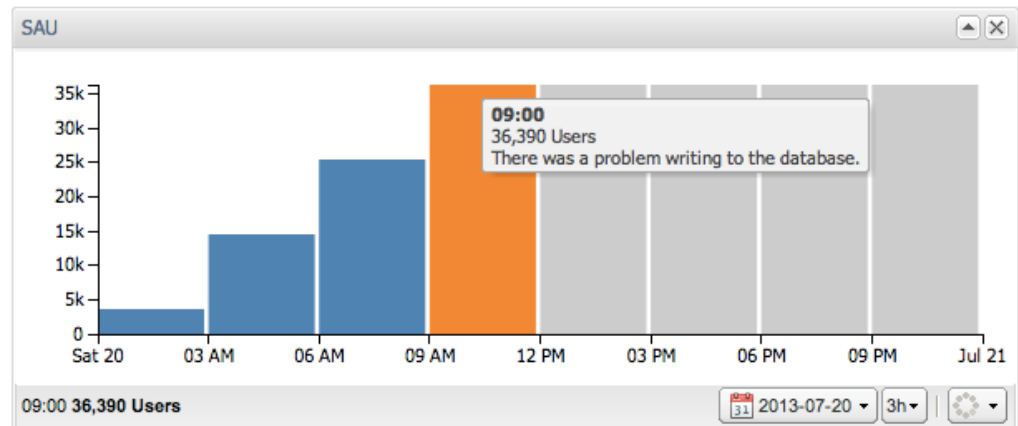 SAU
35k
30k
25k
20k
15k
10k
5k
0
09:00
36,390 Users
There was a problem writing to the database.
Sat 20 03 AM 06 AM 09 AM 12 PM 03 PM 06 PM 09 PM Jul 21
09:00 36,390 Users 31 2013-07-20 3h